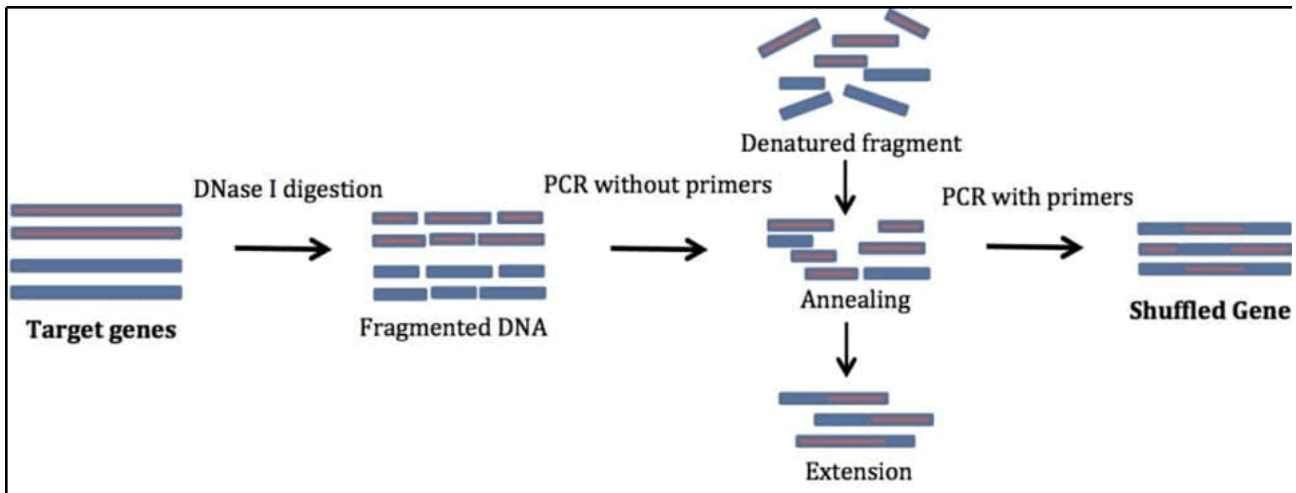 Target genes
DNase I digestion
Fragmented DNA
PCR without primers
Denatured fragment
Annealing
Extension
PCR with primers
Shuffled Gene